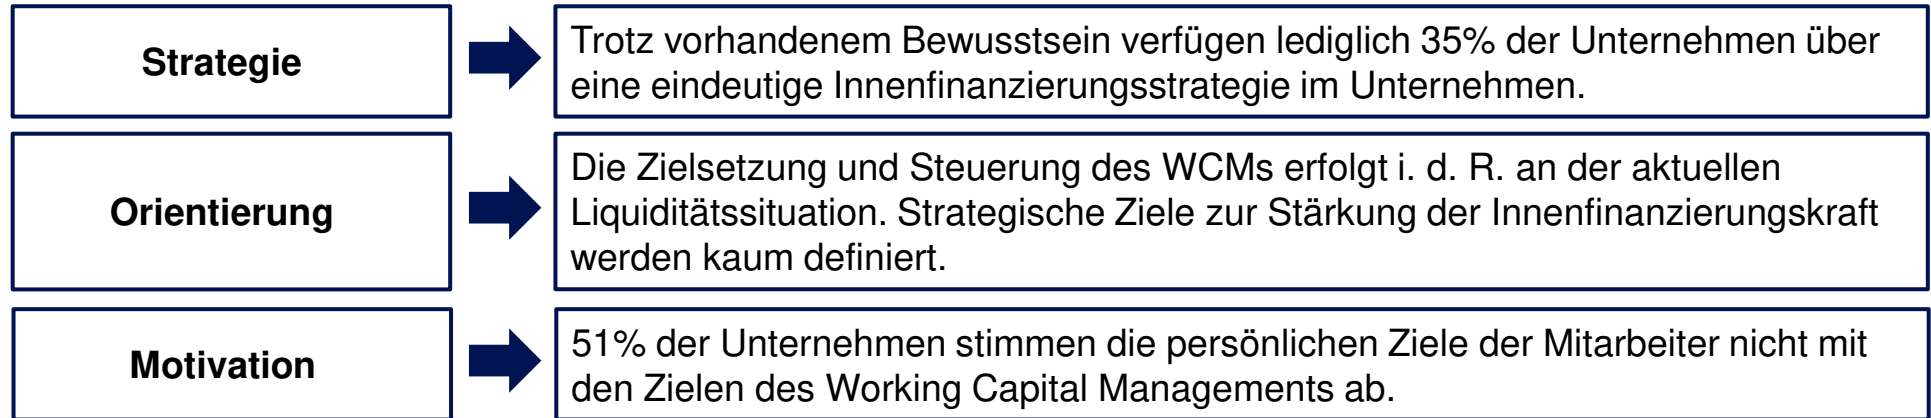 Strategie
Trotz vorhandenem Bewusstsein verfügen lediglich 35% der Unternehmen über
eine eindeutige Innenfinanzierungsstrategie im Unternehmen.
Orientierung
Die Zielsetzung und Steuerung des WCMs erfolgt i. d. R. an der aktuellen
Liquiditätssituation. Strategische Ziele zur Stärkung der Innenfinanzierungskraft
werden kaum definiert.
Motivation
51% der Unternehmen stimmen die persönlichen Ziele der Mitarbeiter nicht mit
den Zielen des Working Capital Managements ab.